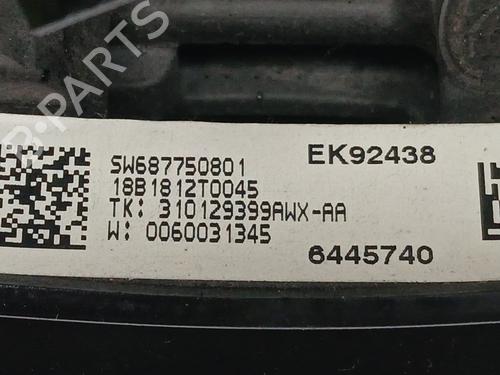 B-PARTS
SW687750801
EK92438
18B1812T0045
TK: 310129399AWX-AA
W: 0060031345
6445740